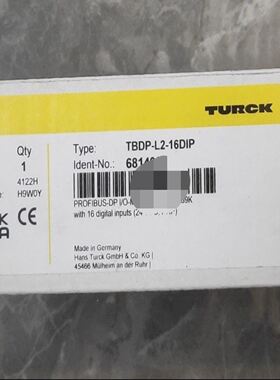 TURCK
Qty
1
Type: TBDP-L2-16DIP
Ident-No.:
4122H
H9W0Y
PROFIBUS-DP
with 16 digital inputs
CE
Made in Germany
Hans Turck GmbH & Co. KG
45466 Mülheim an der Ruhr